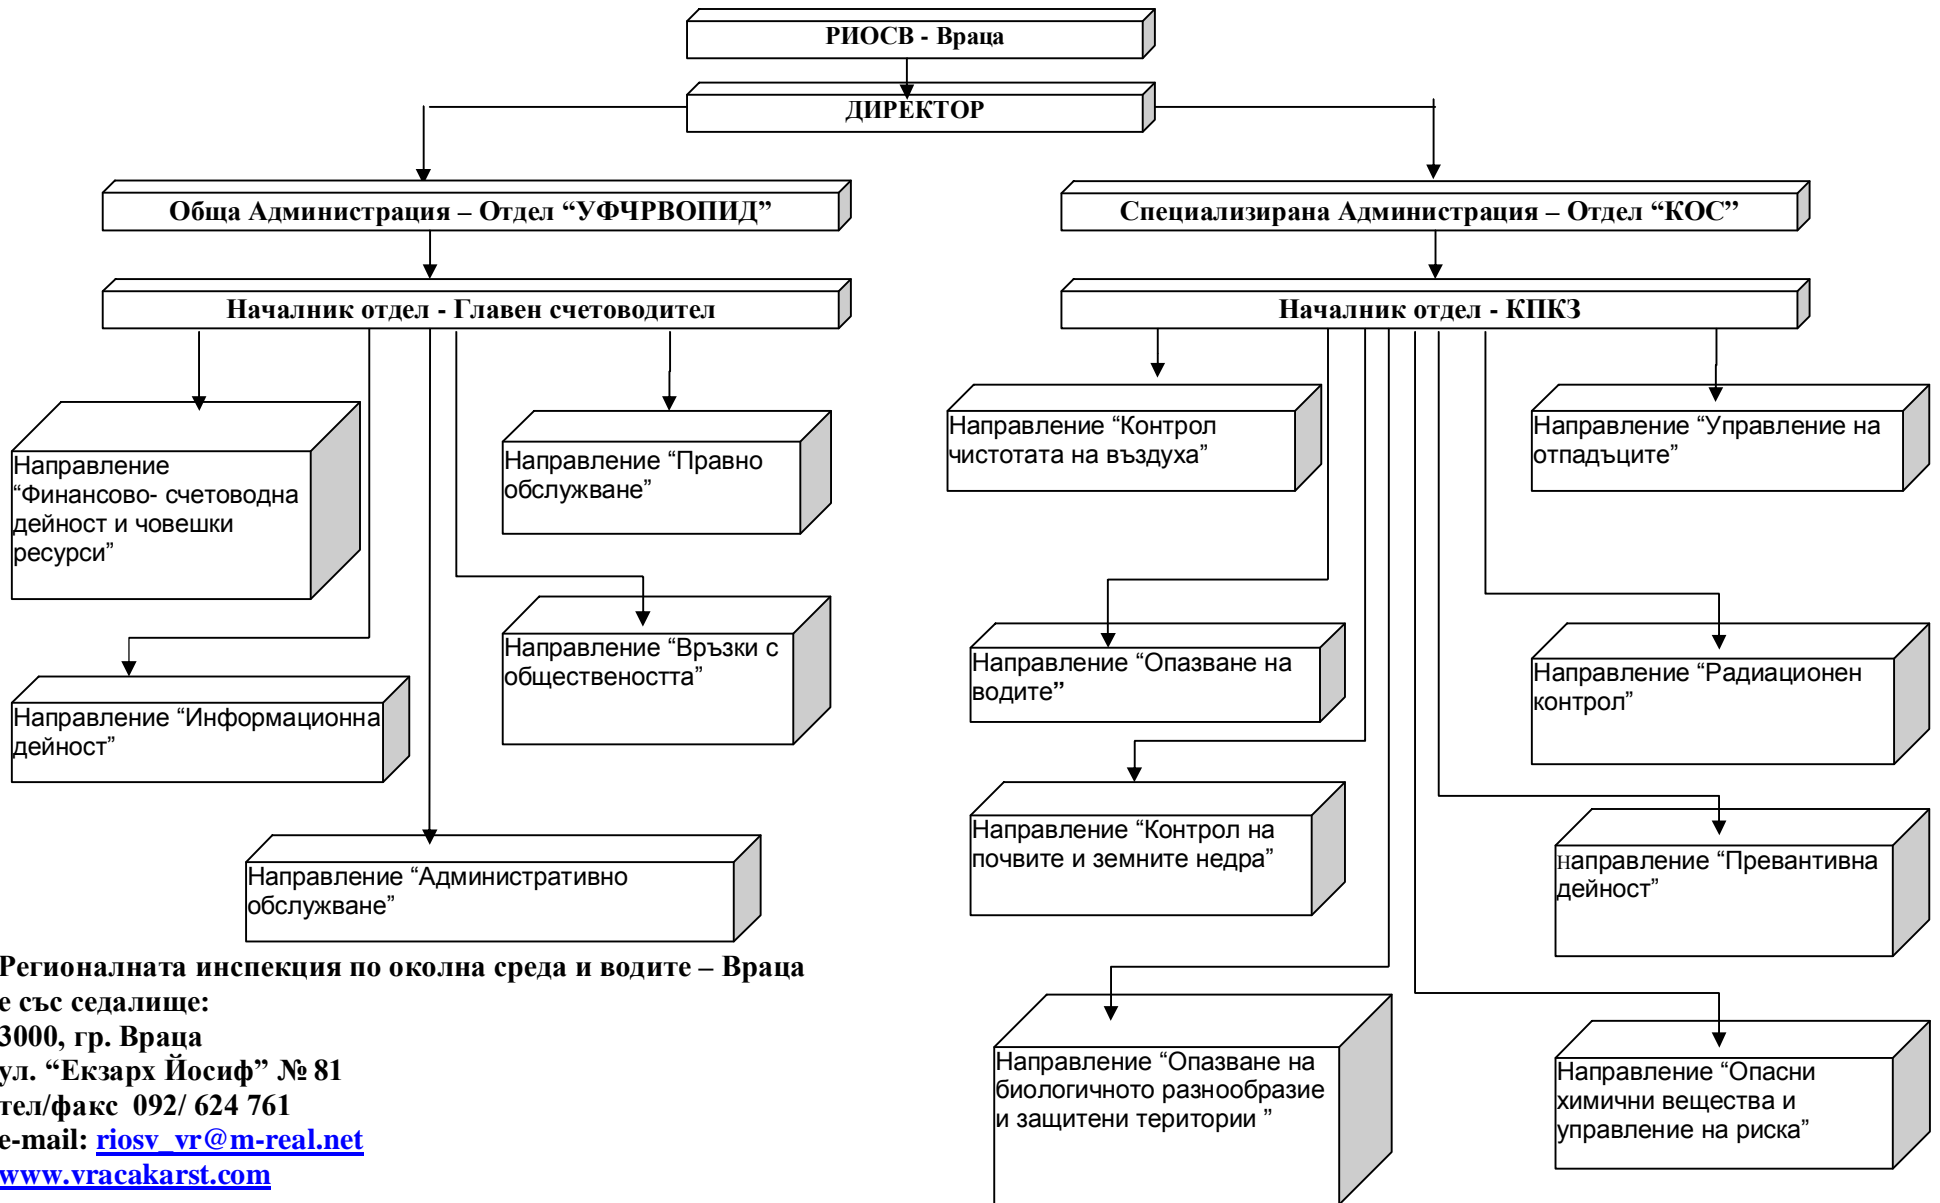 РИОСВ - Враца
ДИРЕКТОР
Обща Администрация – Отдел “УФЧРВОПИД”
Специализирана Администрация – Отдел “КОС”
Началник отдел - Главен счетоводител
Началник отдел - КПКЗ
Направление
“Финансово- счетоводна
дейност и човешки
ресурси”
Направление “Правно
обслужване”
Направление “Връзки с
обществеността”
Направление “Информационна
дейност”
Направление “Административно
обслужване”
Направление “Контрол
чистотата на въздуха”
Направление “Управление на
отпадъците”
Направление “Опазване на
водите”
Направление “Радиационен
контрол”
Направление “Контрол на
почвите и земните недра”
Направление “Превантивна
дейност”
Направление “Опазване на
биологичното разнообразие
и защитени територии ”
Направление “Опасни
химични вещества и
управление на риска”
Регионалната инспекция по околна среда и водите – Враца
е със седалище:
3000, гр. Враца
ул. “Екзарх Йосиф” № 81
тел/факс 092/ 624 761
e-mail: riosv_vr@m-real.net
www.vracakarst.com